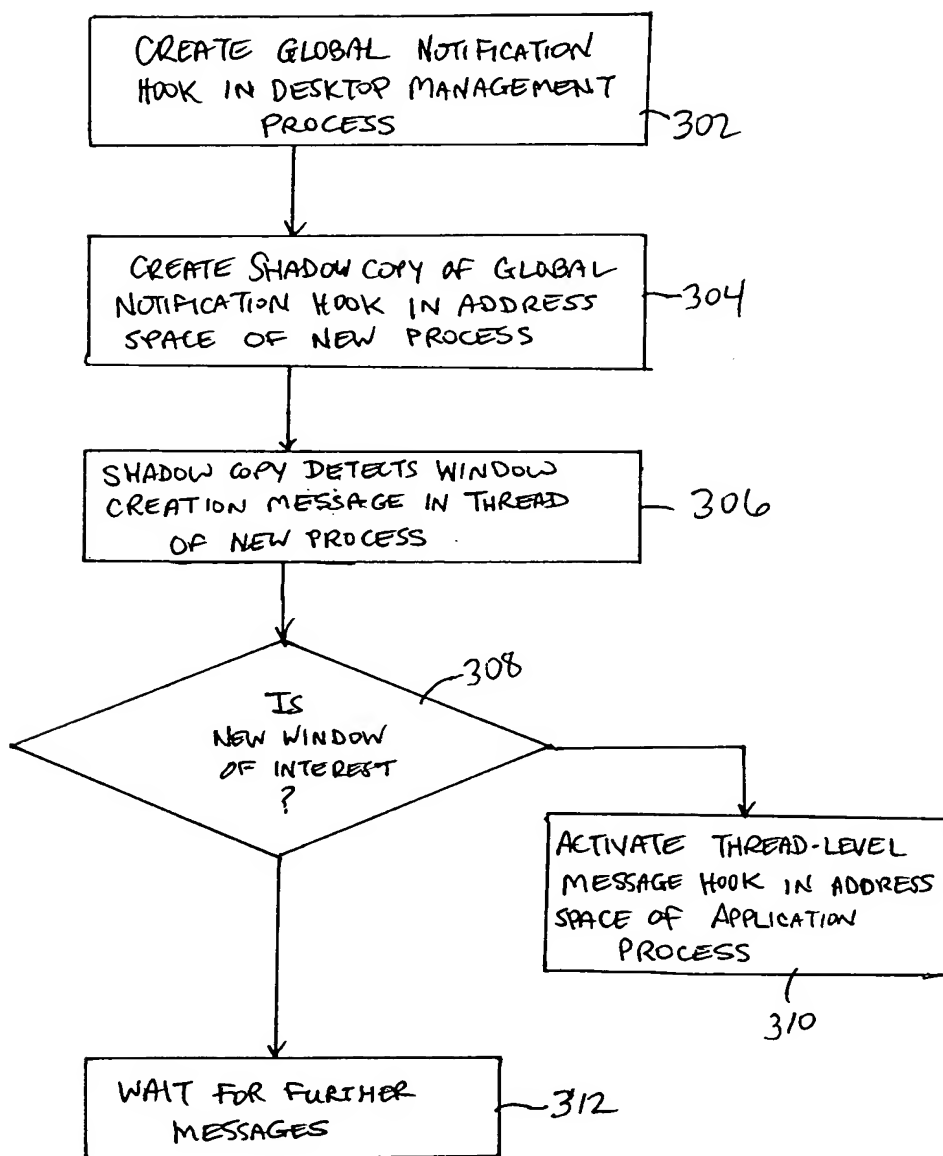 CREATE GLOBAL NOTIFICATION
HOOK IN DESKTOP MANAGEMENT
PROCESS
302
CREATE SHADOW COPY OF GLOBAL
NOTIFICATION HOOK IN ADDRESS
SPACE OF NEW PROCESS
304
SHADOW COPY DETECTS WINDOW
CREATION MESSAGE IN THREAD
OF NEW PROCESS
306
308
IS
NEW WINDOW
OF INTEREST
?
ACTIVATE THREAD-LEVEL
MESSAGE HOOK IN ADDRESS
SPACE OF APPLICATION
PROCESS
310
WAIT FOR FURTHER
MESSAGES
312